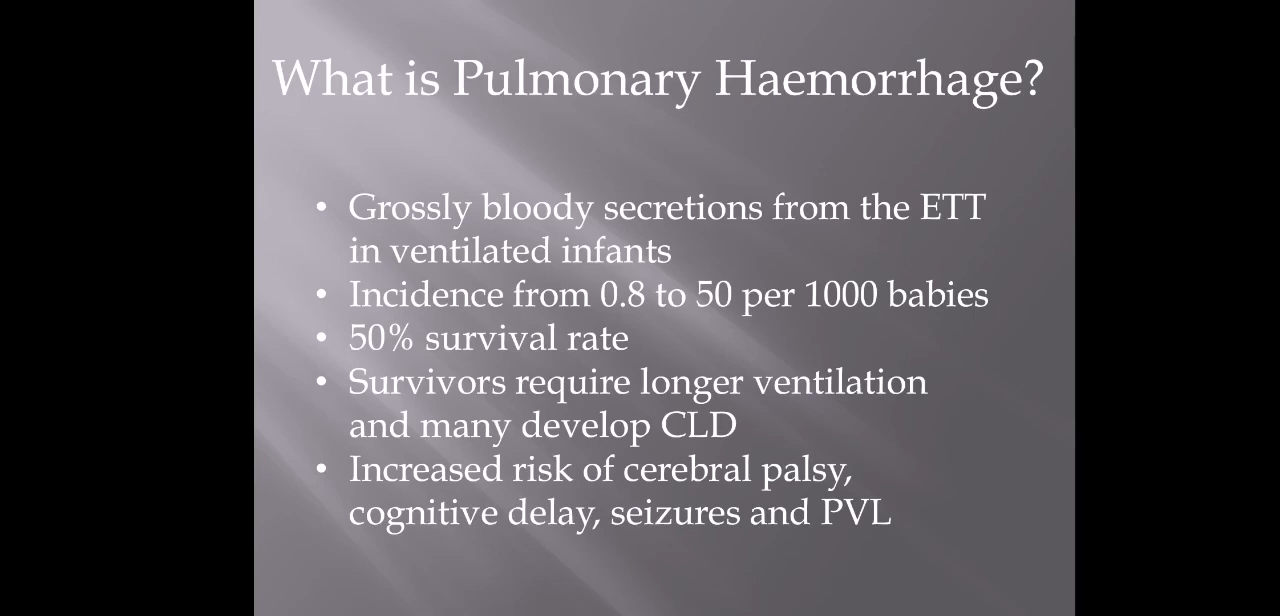 What is Pulmonary Haemorrhage?
• Grossly bloody secretions from the ETT
in ventilated infants
• Incidence from 0.8 to 50 per 1000 babies
• 50% survival rate
• Survivors require longer ventilation
and many develop CLD
• Increased risk of cerebral palsy,
cognitive delay, seizures and PVL